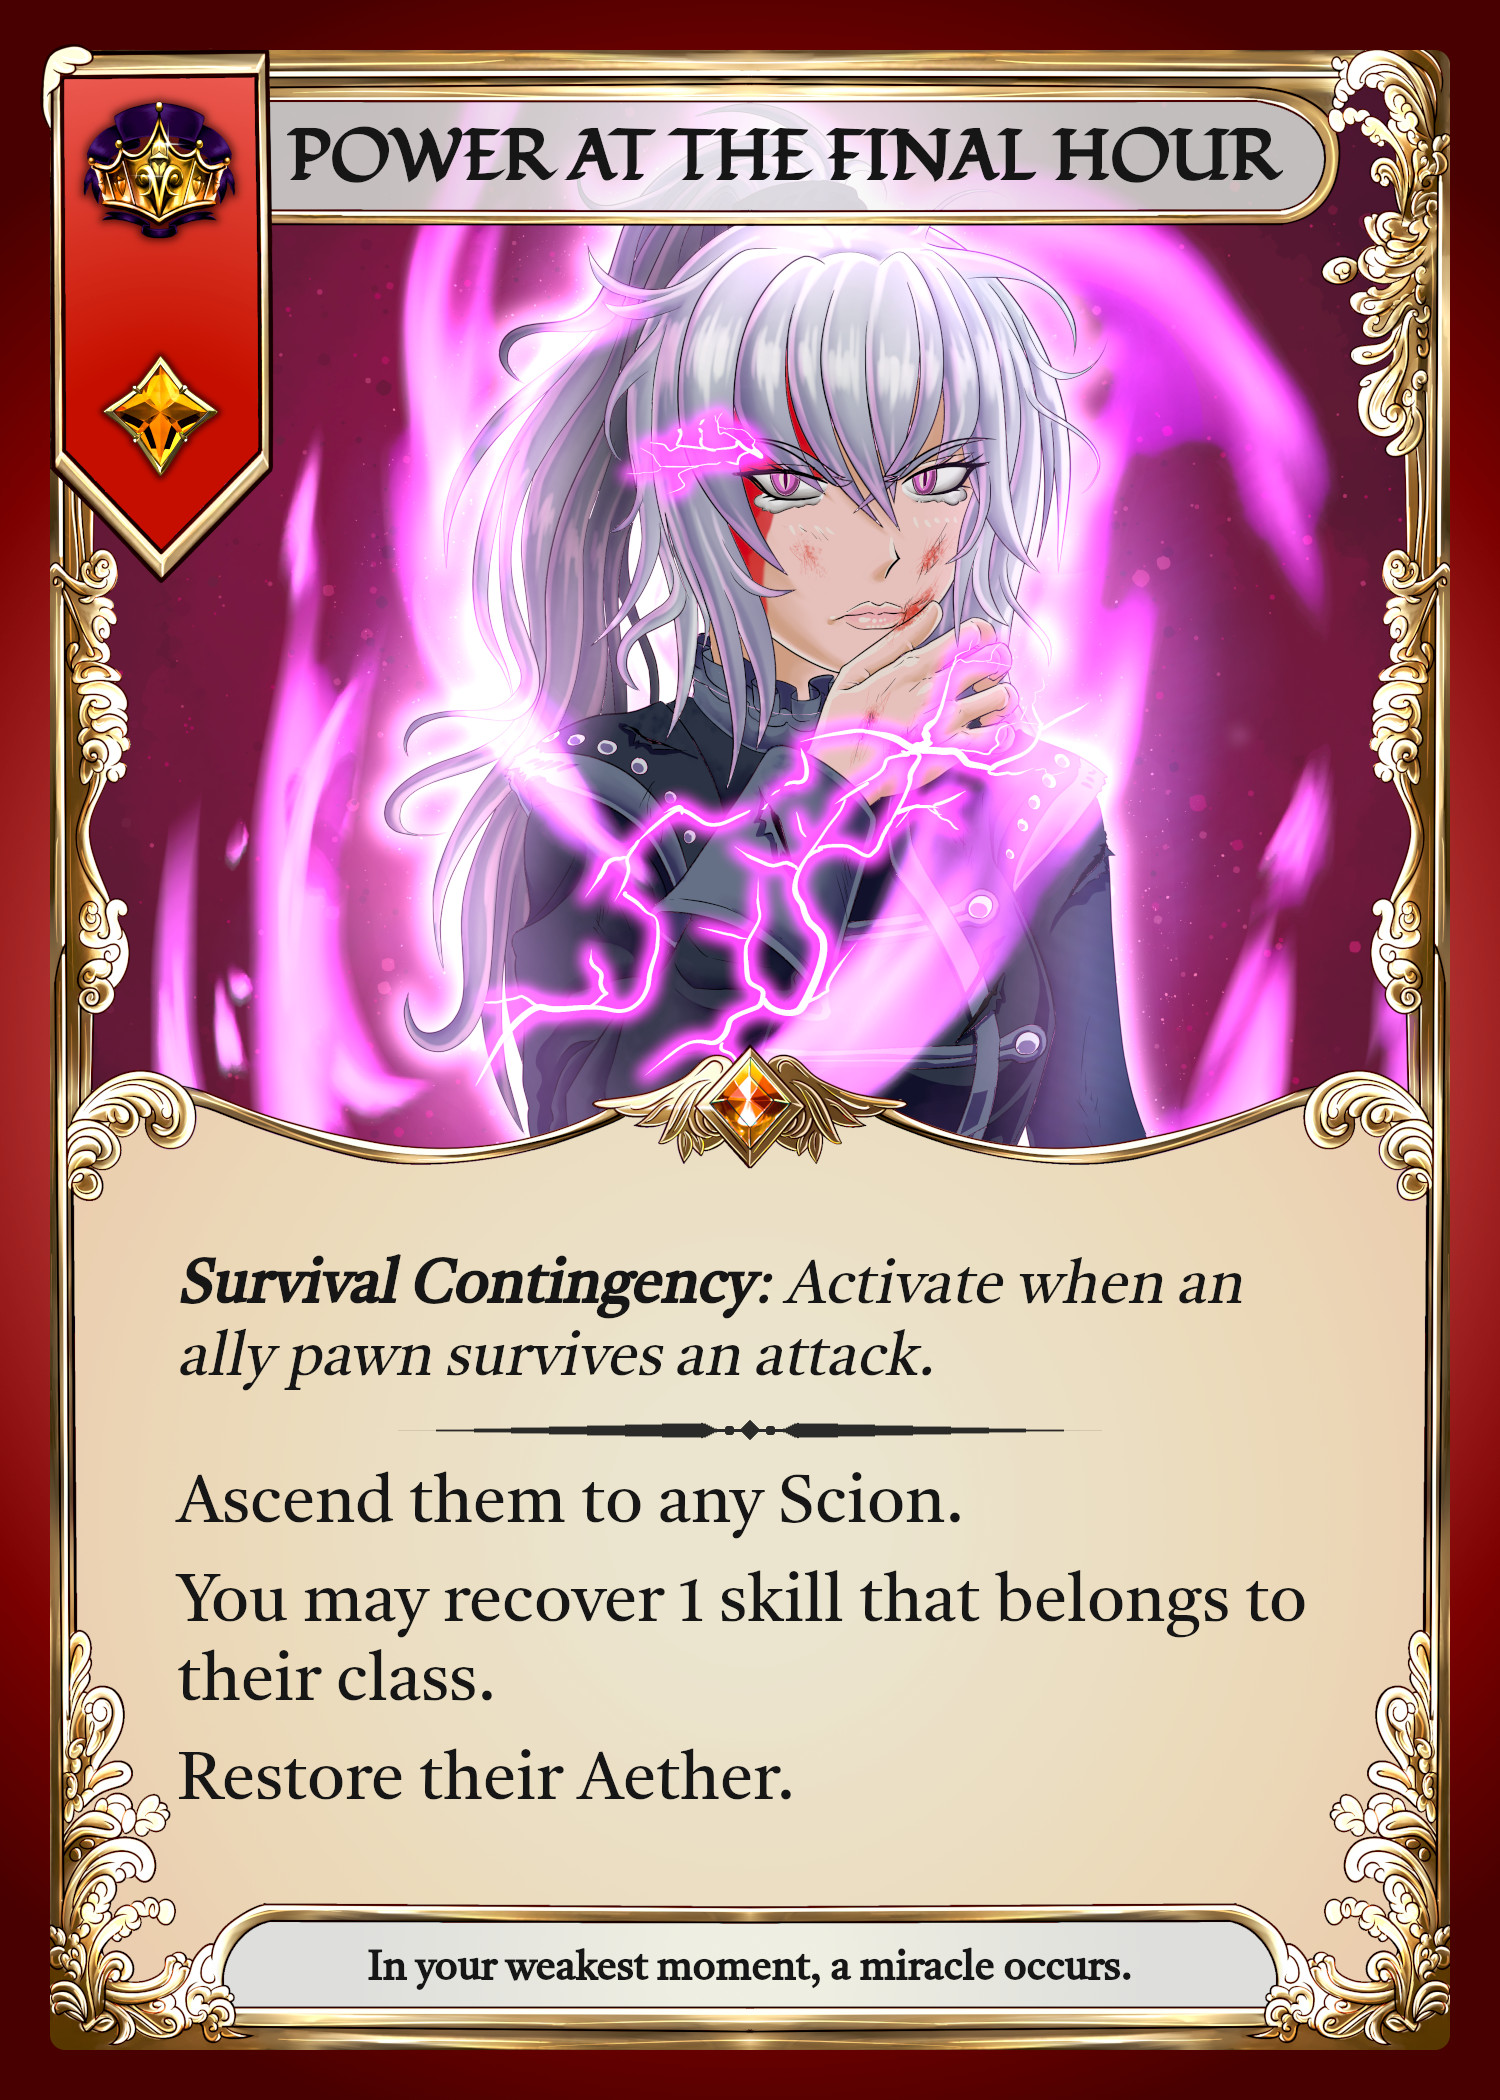 POWER AT THE FINAL HOUR
Survival Contingency: Activate when an
ally pawn survives an attack.
Ascend them to any Scion.
You may recover 1 skill that belongs to
their class.
Restore their Aether.
In your weakest moment, a miracle occurs.